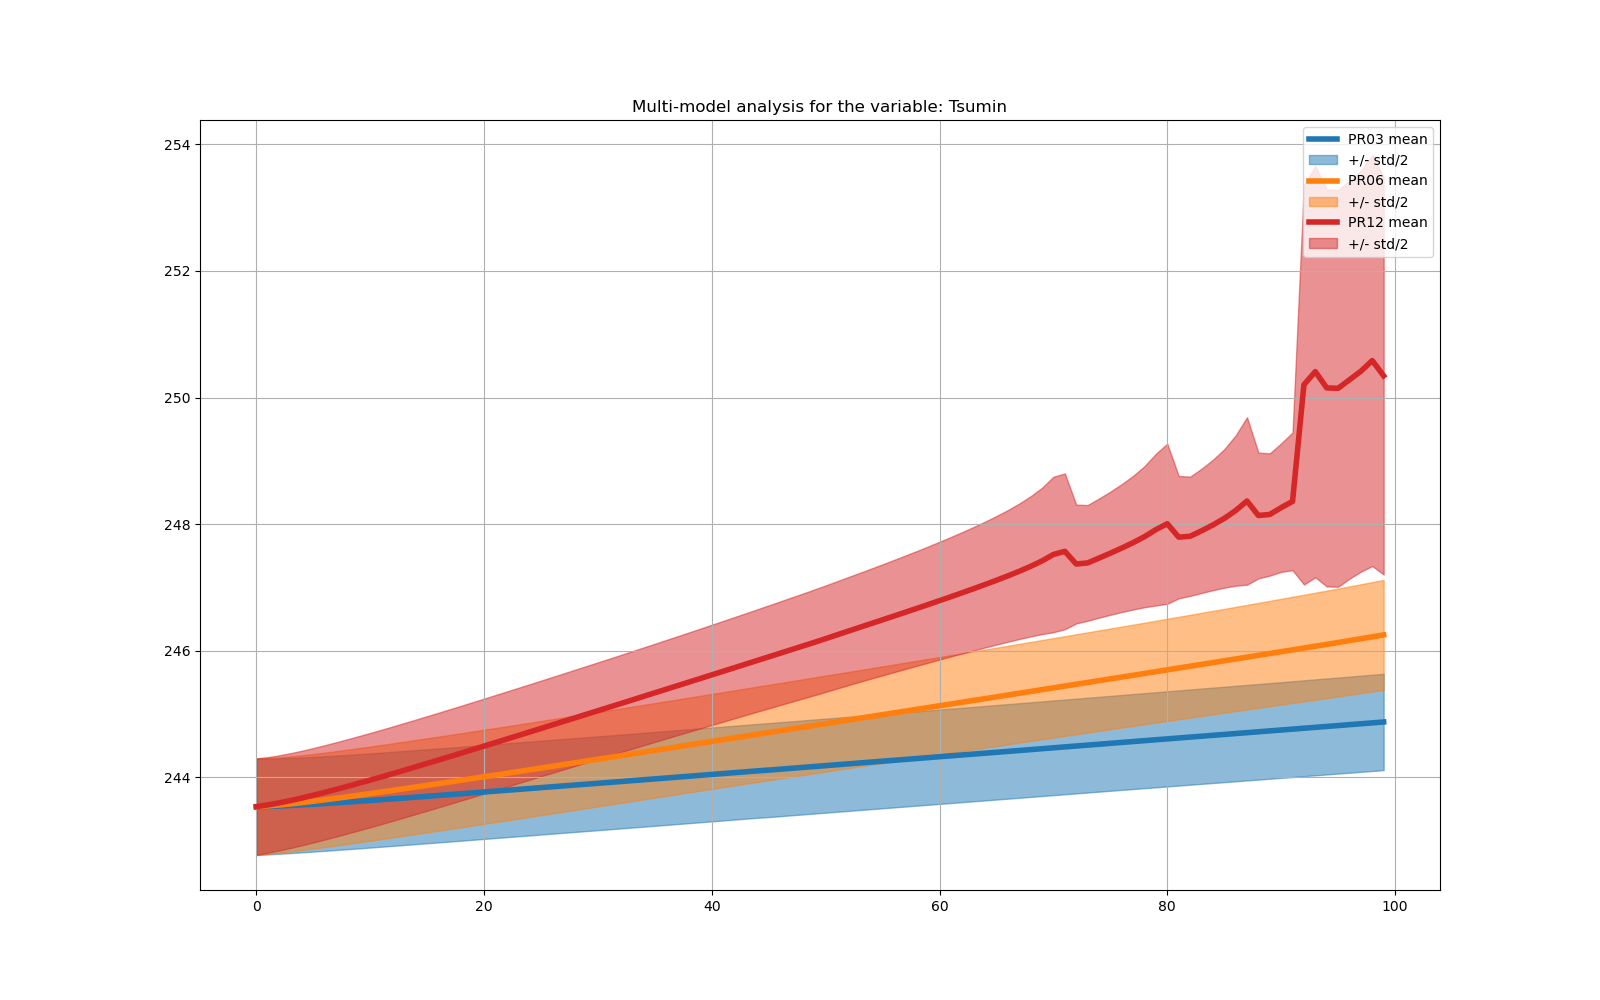 Multi-model analysis for the variable: Tsumin
254
252
250
248
246
244
0 20 40 60 80 100
PR03 mean
+/- std/2
PR06 mean
+/- std/2
PR12 mean
+/- std/2